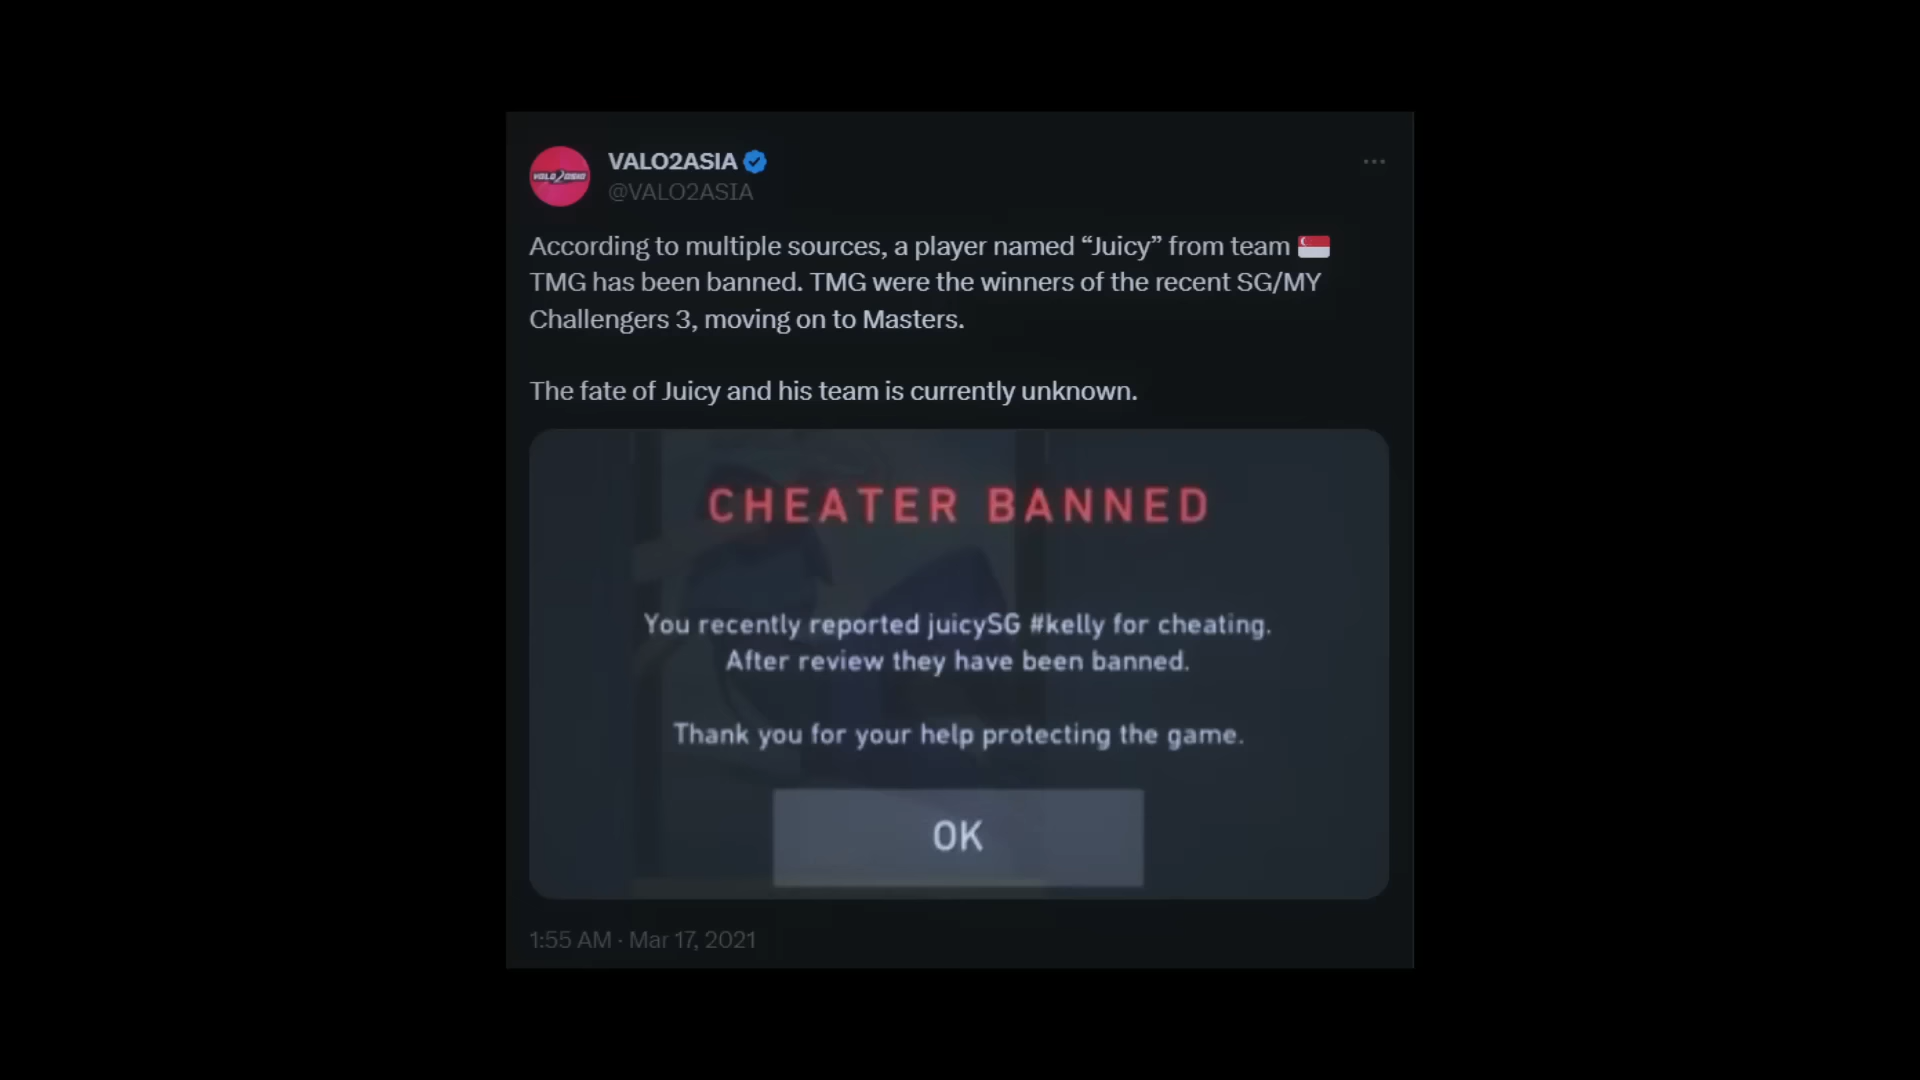 VALO2ASIA
@VALO2ASIA
VALO2ASIA
According to multiple sources, a player named “Juicy” from team 🇸🇬
TMG has been banned. TMG were the winners of the recent SG/MY
Challengers 3, moving on to Masters.
The fate of Juicy and his team is currently unknown.
CHEATER BANNED
You recently reported juicySG #kelly for cheating.
After review they have been banned.
Thank you for your help protecting the game.
OK
1:55 AM · Mar 17, 2021